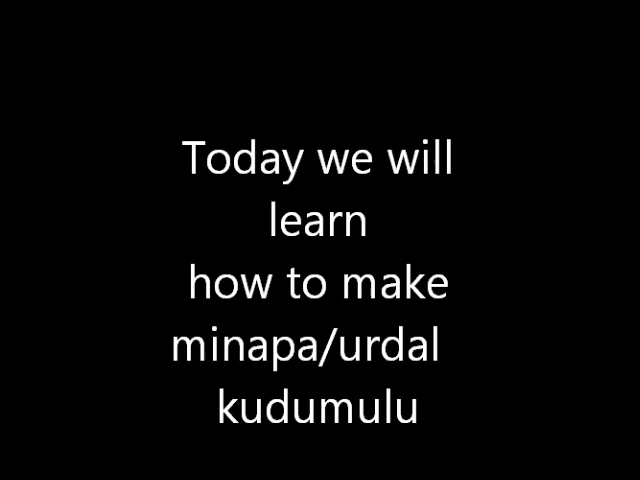 Today we will
learn
how to make
minapa/urdal
kudumulu